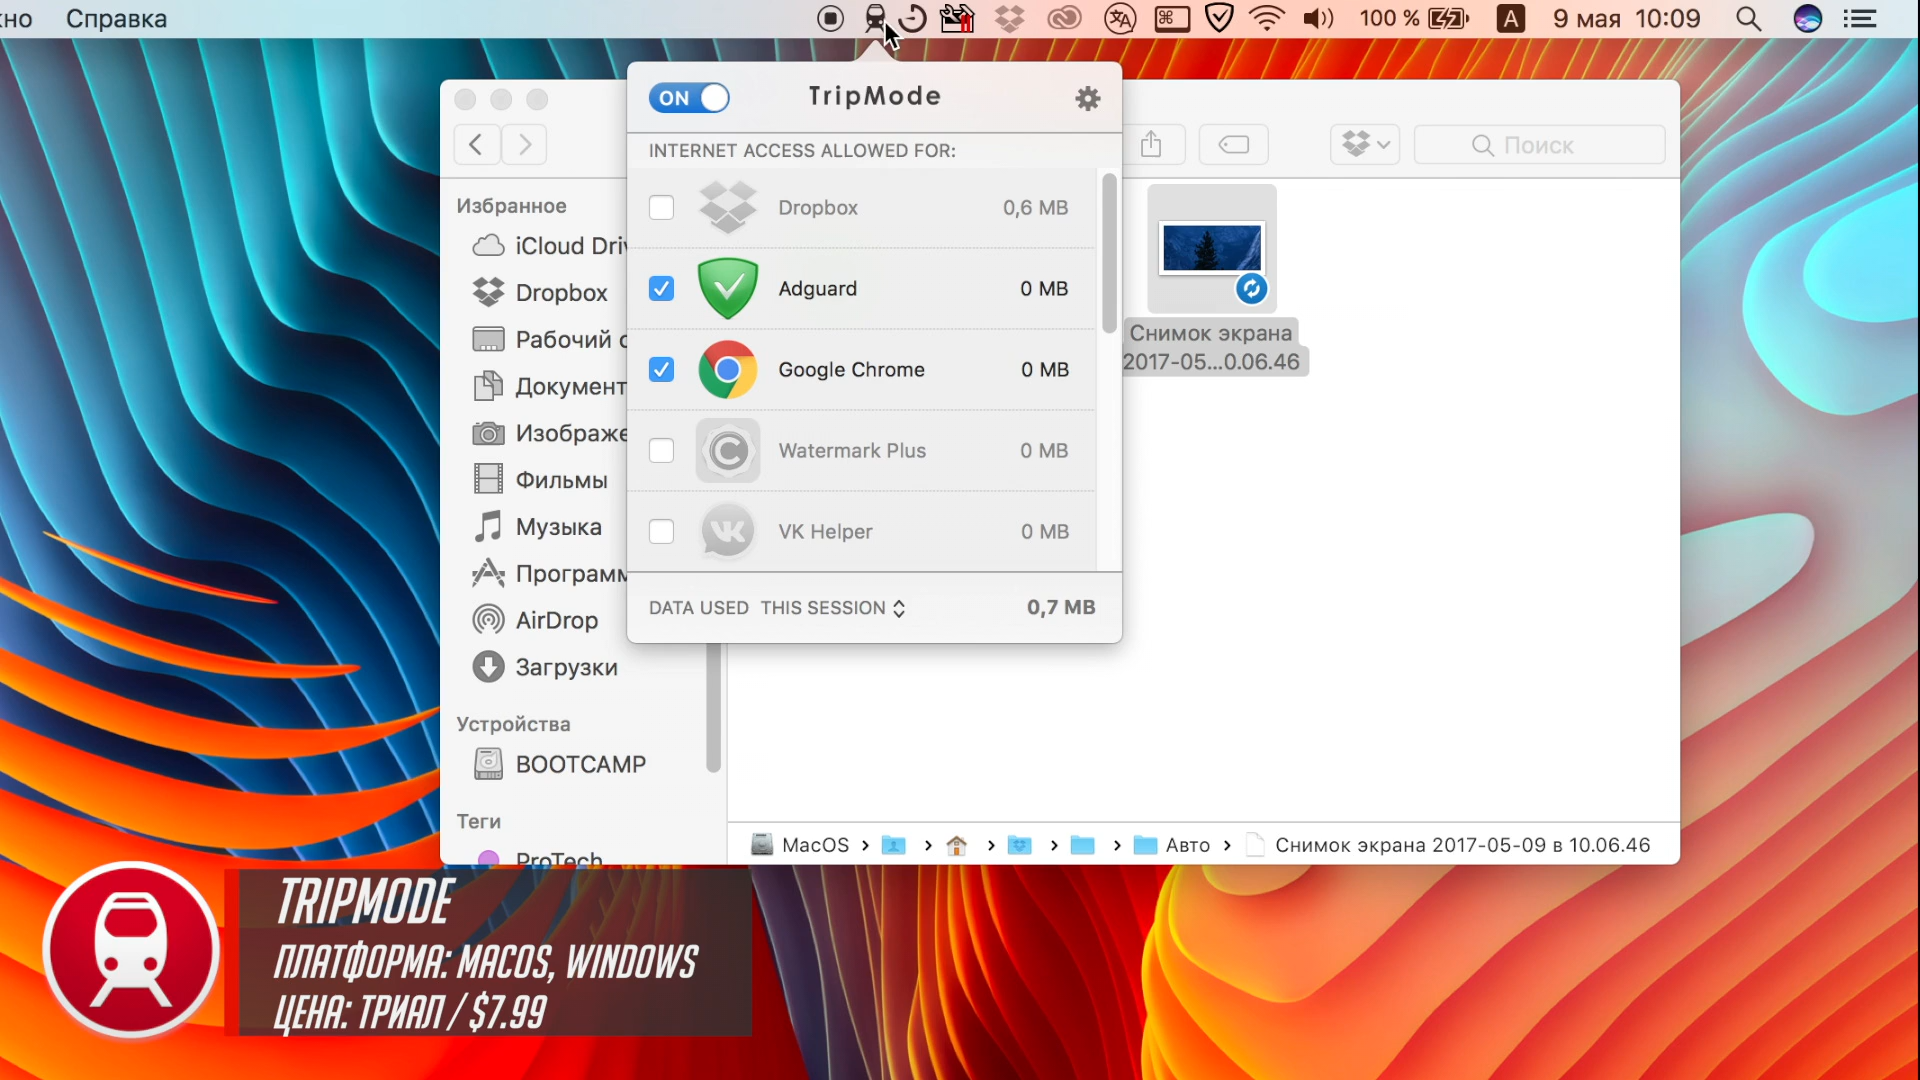 но Справка 100 % A 9 мая 10:09
ON TripMode
INTERNET ACCESS ALLOWED FOR:
Dropbox 0,6 MB
Adguard 0 MB
Google Chrome 0 MB
Watermark Plus 0 MB
VK Helper 0 MB
DATA USED THIS SESSION 0,7 MB
Поиск
Избранное
iCloud Driv
Dropbox
Рабочий с
Документ
Изображе
Фильмы
Музыка
Программ
AirDrop
Загрузки
Устройства
BOOTCAMP
Теги
ProTech
Снимок экрана
2017-05...0.06.46
MacOS › › › › › Авто › Снимок экрана 2017-05-09 в 10.06.46
TRIPMODE
ПЛАТФОРМА: MACOS, WINDOWS
ЦЕНА: ТРИАЛ / $7.99